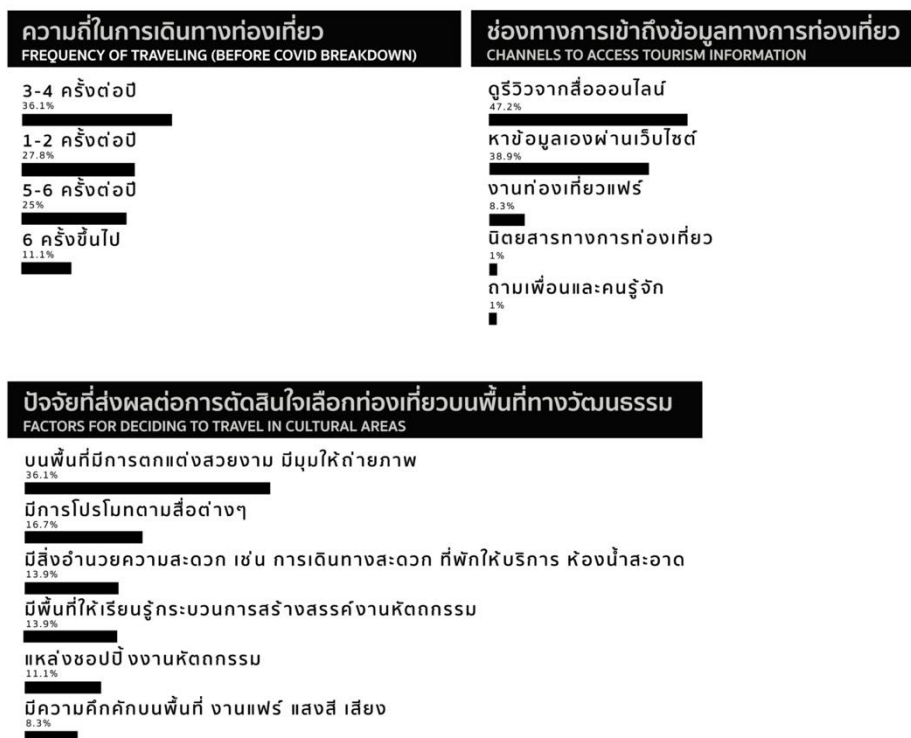 ความถี่ในการเดินทางท่องเที่ยว
FREQUENCY OF TRAVELING (BEFORE COVID BREAKDOWN)
3-4 ครั้งต่อปี
36.1%
1-2 ครั้งต่อปี
27.8%
5-6 ครั้งต่อปี
25%
6 ครั้งขึ้นไป
11.1%
ช่องทางการเข้าถึงข้อมูลทางการท่องเที่ยว
CHANNELS TO ACCESS TOURISM INFORMATION
ดูรีวิวจากสื่อออนไลน์
47.2%
หาข้อมูลเองผ่านเว็บไซต์
38.9%
งานท่องเที่ยวแฟร์
8.3%
นิตยสารทางการท่องเที่ยว
1%
ถามเพื่อนและคนรู้จัก
1%
ปัจจัยที่ส่งผลต่อการตัดสินใจเลือกท่องเที่ยวบนพื้นที่ทางวัฒนธรรม
FACTORS FOR DECIDING TO TRAVEL IN CULTURAL AREAS
บนพื้นที่มีการตกแต่งสวยงาม มีมุมให้ถ่ายภาพ
36.1%
มีการโปรโมทตามสื่อต่างๆ
16.7%
มีสิ่งอำนวยความสะดวก เช่น การเดินทางสะดวก ที่พักให้บริการ ห้องน้ำสะอาด
13.9%
มีพื้นที่ให้เรียนรู้กระบวนการสร้างสรรค์งานหัตถกรรม
13.9%
แหล่งชอปปิ้งงานหัตถกรรม
11.1%
มีความคึกคักบนพื้นที่ งานแฟร์ แสงสี เสียง
8.3%